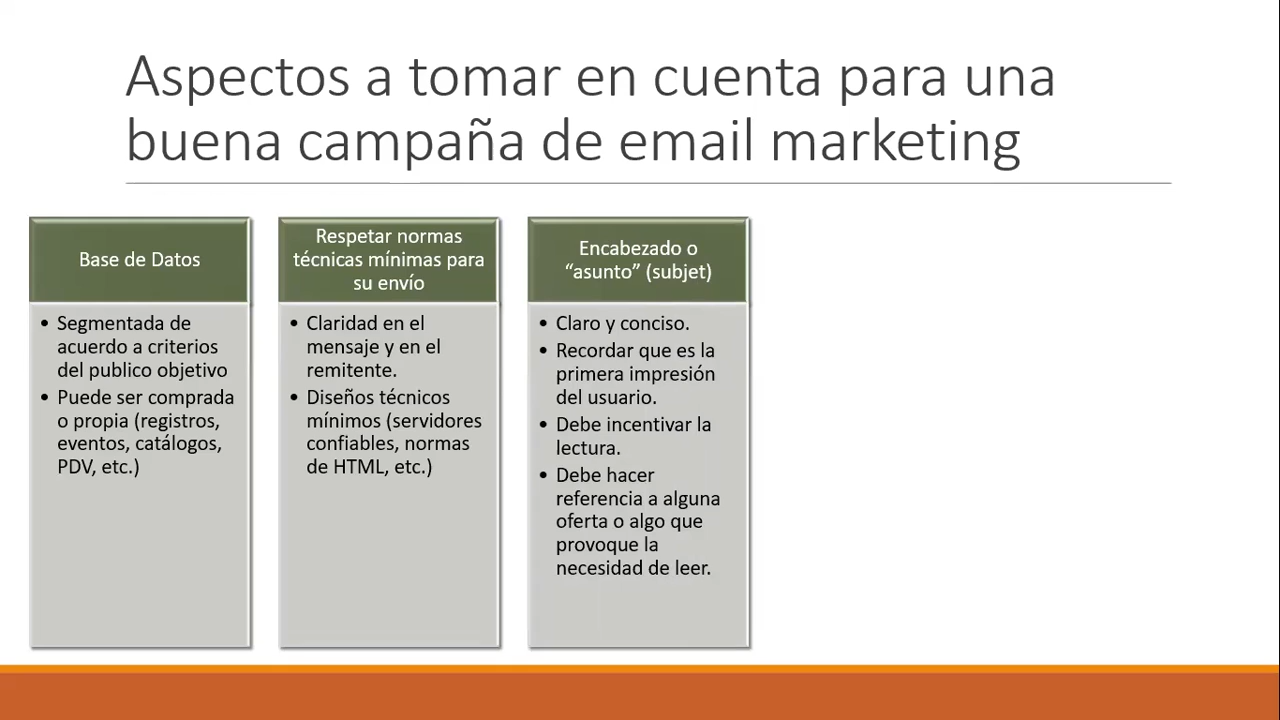 Aspectos a tomar en cuenta para una
buena campaña de email marketing
Base de Datos
• Segmentada de
acuerdo a criterios
del publico objetivo
• Puede ser comprada
o propia (registros,
eventos, catálogos,
PDV, etc.)
Respetar normas
técnicas mínimas para
su envío
• Claridad en el
mensaje y en el
remitente.
• Diseños técnicos
mínimos (servidores
confiables, normas
de HTML, etc.)
Encabezado o
“asunto” (subjet)
• Claro y conciso.
• Recordar que es la
primera impresión
del usuario.
• Debe incentivar la
lectura.
• Debe hacer
referencia a alguna
oferta o algo que
provoque la
necesidad de leer.